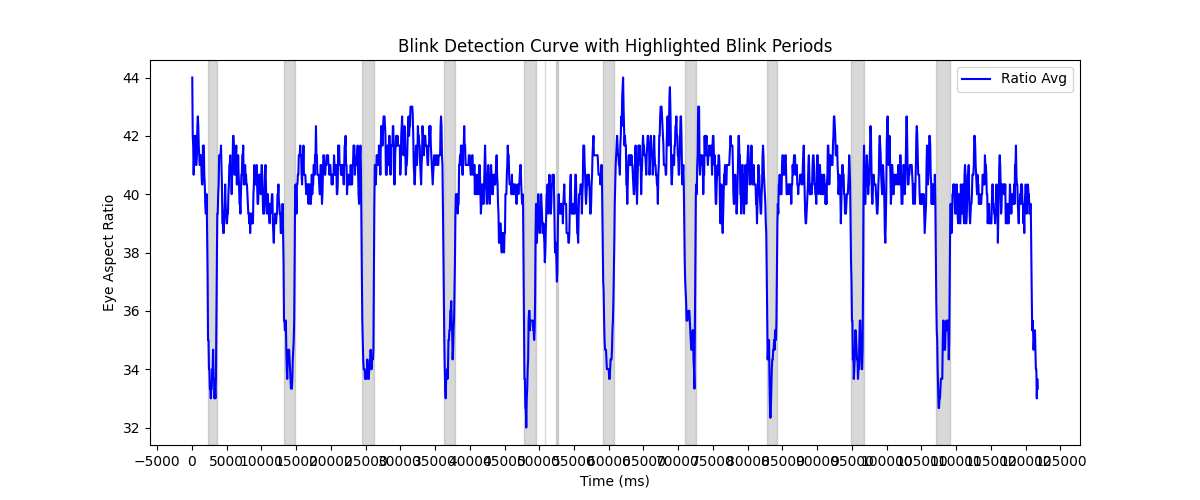 Blink Detection Curve with Highlighted Blink Periods
Ratio Avg
44
42
40
38
36
34
32
Eye Aspect Ratio
−5000 0 5000 10000 15000 20000 25000 30000 35000 40000 45000 50000 55000 60000 65000 70000 75000 80000 85000 90000 95000 100000 105000 110000 115000 120000 125000
Time (ms)